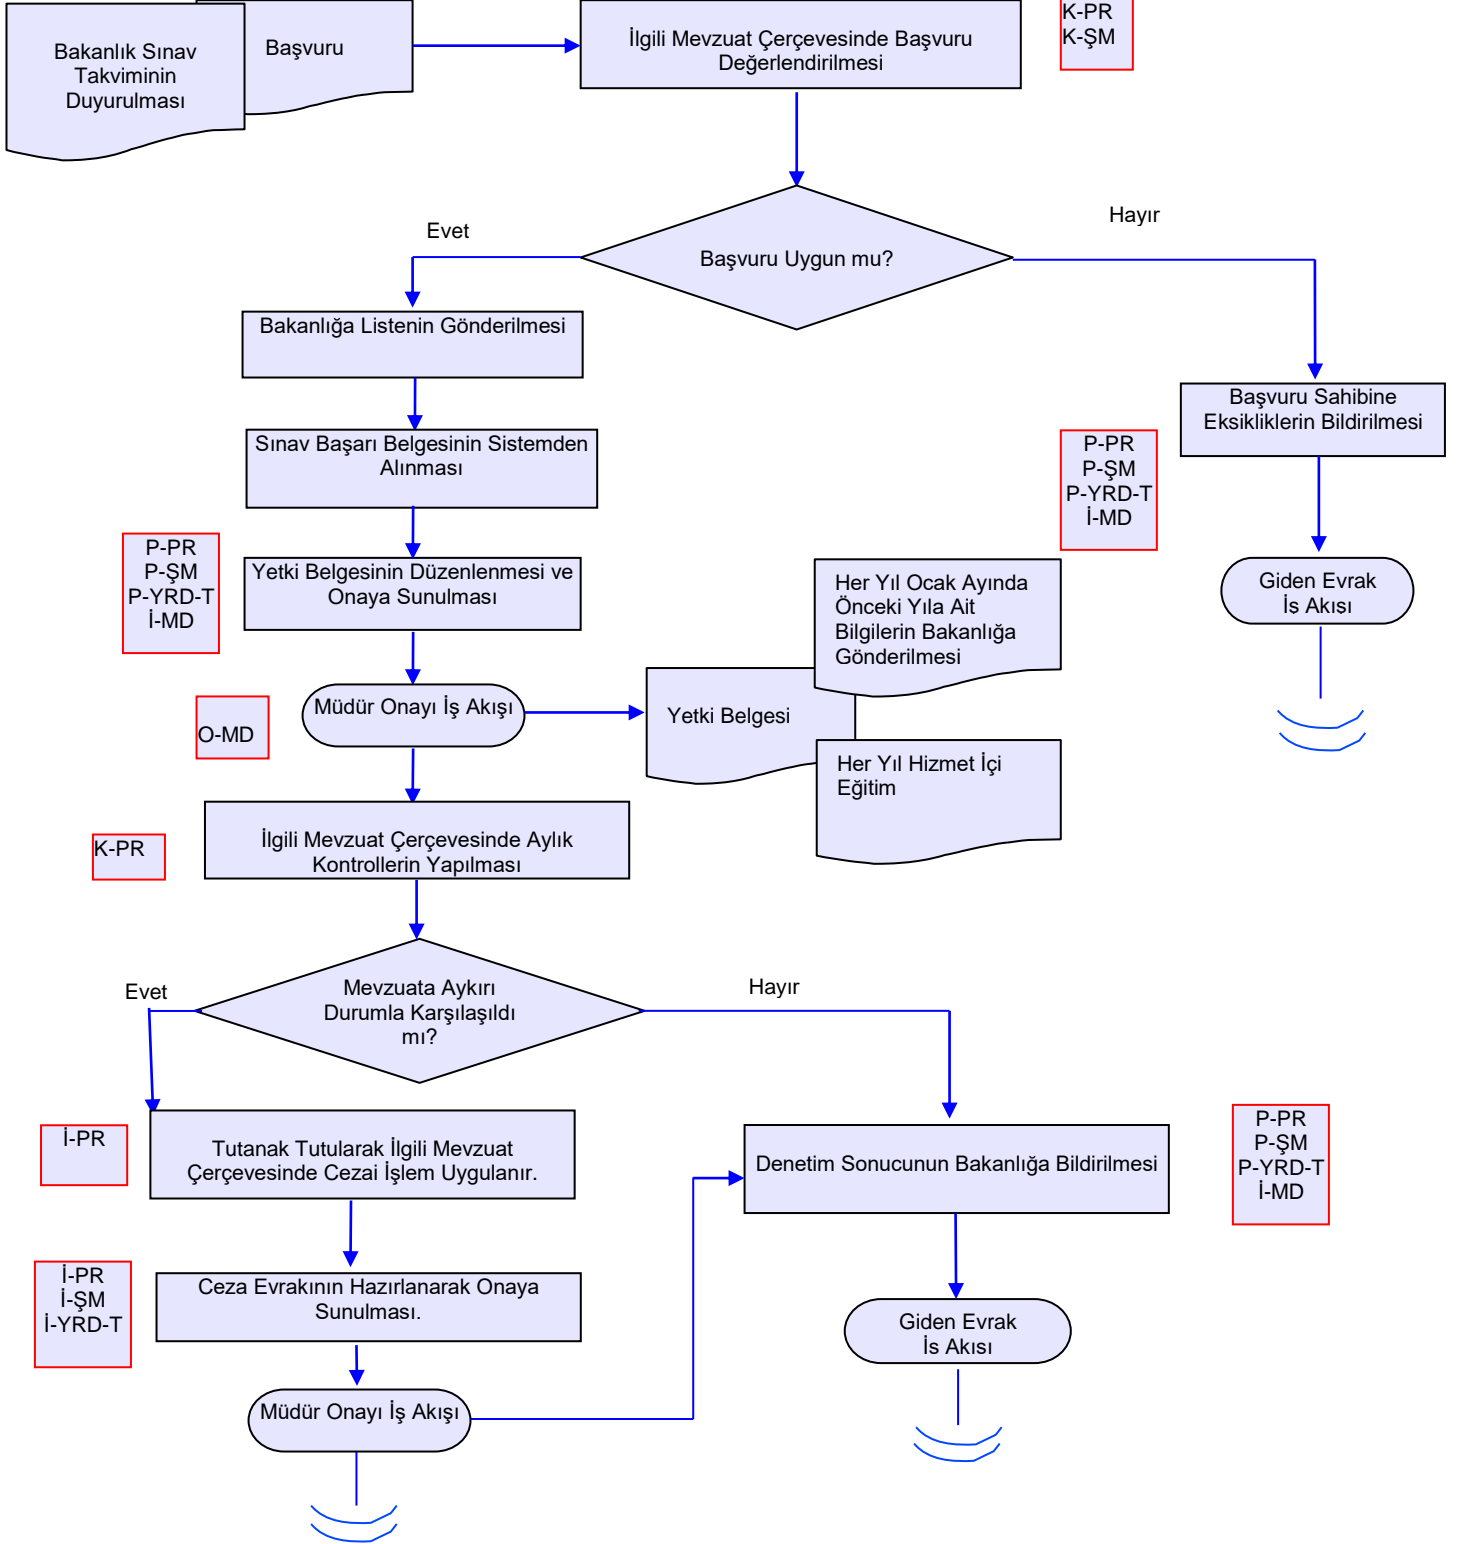 Bakanlık Sınav
Takviminin
Duyurulması
Başvuru
İlgili Mevzuat Çerçevesinde Başvuru
Değerlendirilmesi
K-PR
K-ŞM
Evet
Başvuru Uygun mu?
Hayır
Bakanlığa Listenin Gönderilmesi
Başvuru Sahibine
Eksikliklerin Bildirilmesi
Sınav Başarı Belgesinin Sistemden
Alınması
P-PR
P-ŞM
P-YRD-T
İ-MD
P-PR
P-ŞM
P-YRD-T
İ-MD
Yetki Belgesinin Düzenlenmesi ve
Onaya Sunulması
Her Yıl Ocak Ayında
Önceki Yıla Ait
Bilgilerin Bakanlığa
Gönderilmesi
Giden Evrak
İş Akışı
O-MD
Müdür Onayı İş Akışı
Yetki Belgesi
Her Yıl Hizmet İçi
Eğitim
K-PR
İlgili Mevzuat Çerçevesinde Aylık
Kontrollerin Yapılması
Evet
Mevzuata Aykırı
Durumla Karşılaşıldı
mı?
Hayır
İ-PR
Tutanak Tutularak İlgili Mevzuat
Çerçevesinde Cezai İşlem Uygulanır.
Denetim Sonucunun Bakanlığa Bildirilmesi
P-PR
P-ŞM
P-YRD-T
İ-MD
İ-PR
İ-ŞM
İ-YRD-T
Ceza Evrakının Hazırlanarak Onaya
Sunulması.
Giden Evrak
İş Akışı
Müdür Onayı İş Akışı